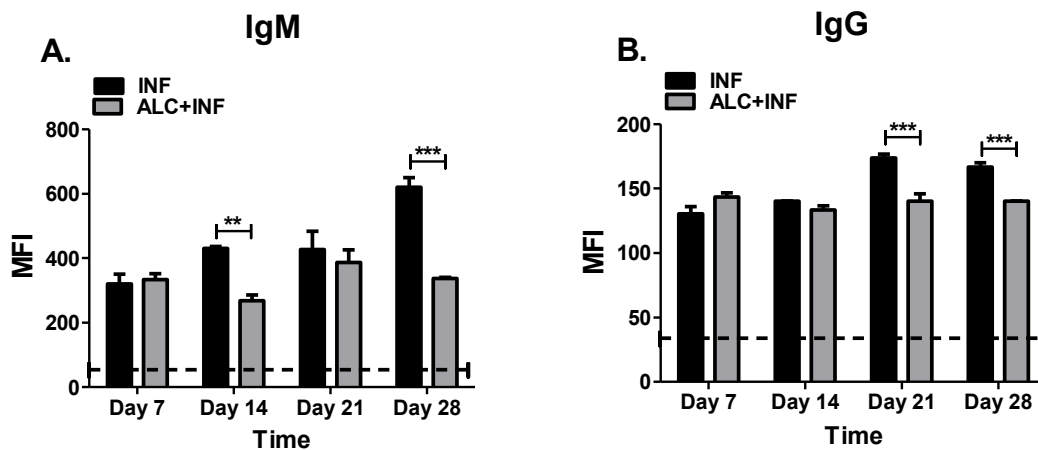 IgM
A.
INF
ALC+INF
800
600
400
200
0
MFI
**
***
Day 7 Day 14 Day 21 Day 28
Time
IgG
B.
INF
ALC+INF
200
150
100
50
0
MFI
***
***
Day 7 Day 14 Day 21 Day 28
Time